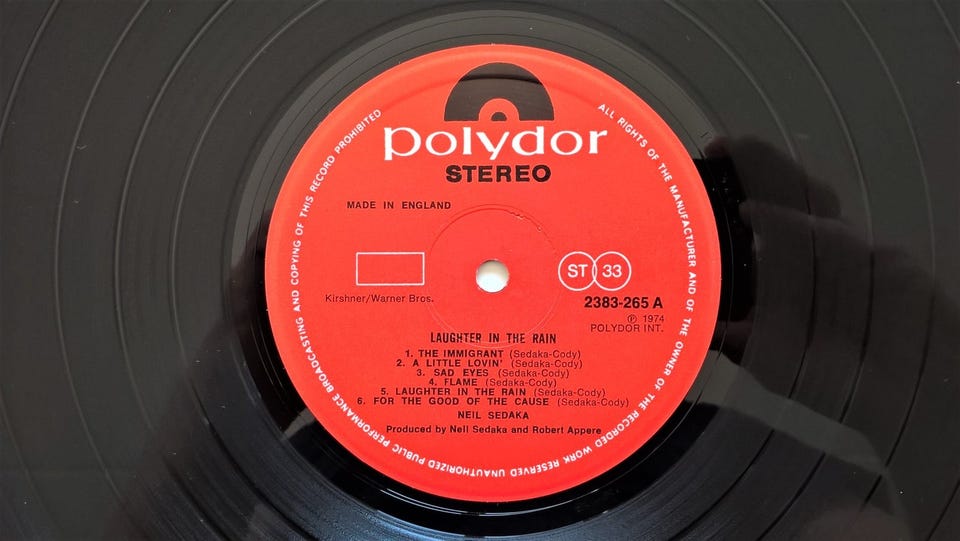 polydor
STEREO
MADE IN ENGLAND
ST 33
Kirshner/Warner Bros.
2383-265 A
℗ 1974
POLYDOR INT.
LAUGHTER IN THE RAIN
1. THE IMMIGRANT (Sedaka-Cody)
2. A LITTLE LOVIN' (Sedaka-Cody)
3. SAD EYES (Sedaka-Cody)
4. FLAME (Sedaka-Cody)
5. LAUGHTER IN THE RAIN (Sedaka-Cody)
6. FOR THE GOOD OF THE CAUSE (Sedaka-Cody)
NEIL SEDAKA
Produced by Neil Sedaka and Robert Appere
ALL RIGHTS OF THE MANUFACTURER AND OF THE OWNER OF THE RECORDED WORK RESERVED UNAUTHORIZED PUBLIC PERFORMANCE BROADCASTING AND COPYING OF THIS RECORD PROHIBITED